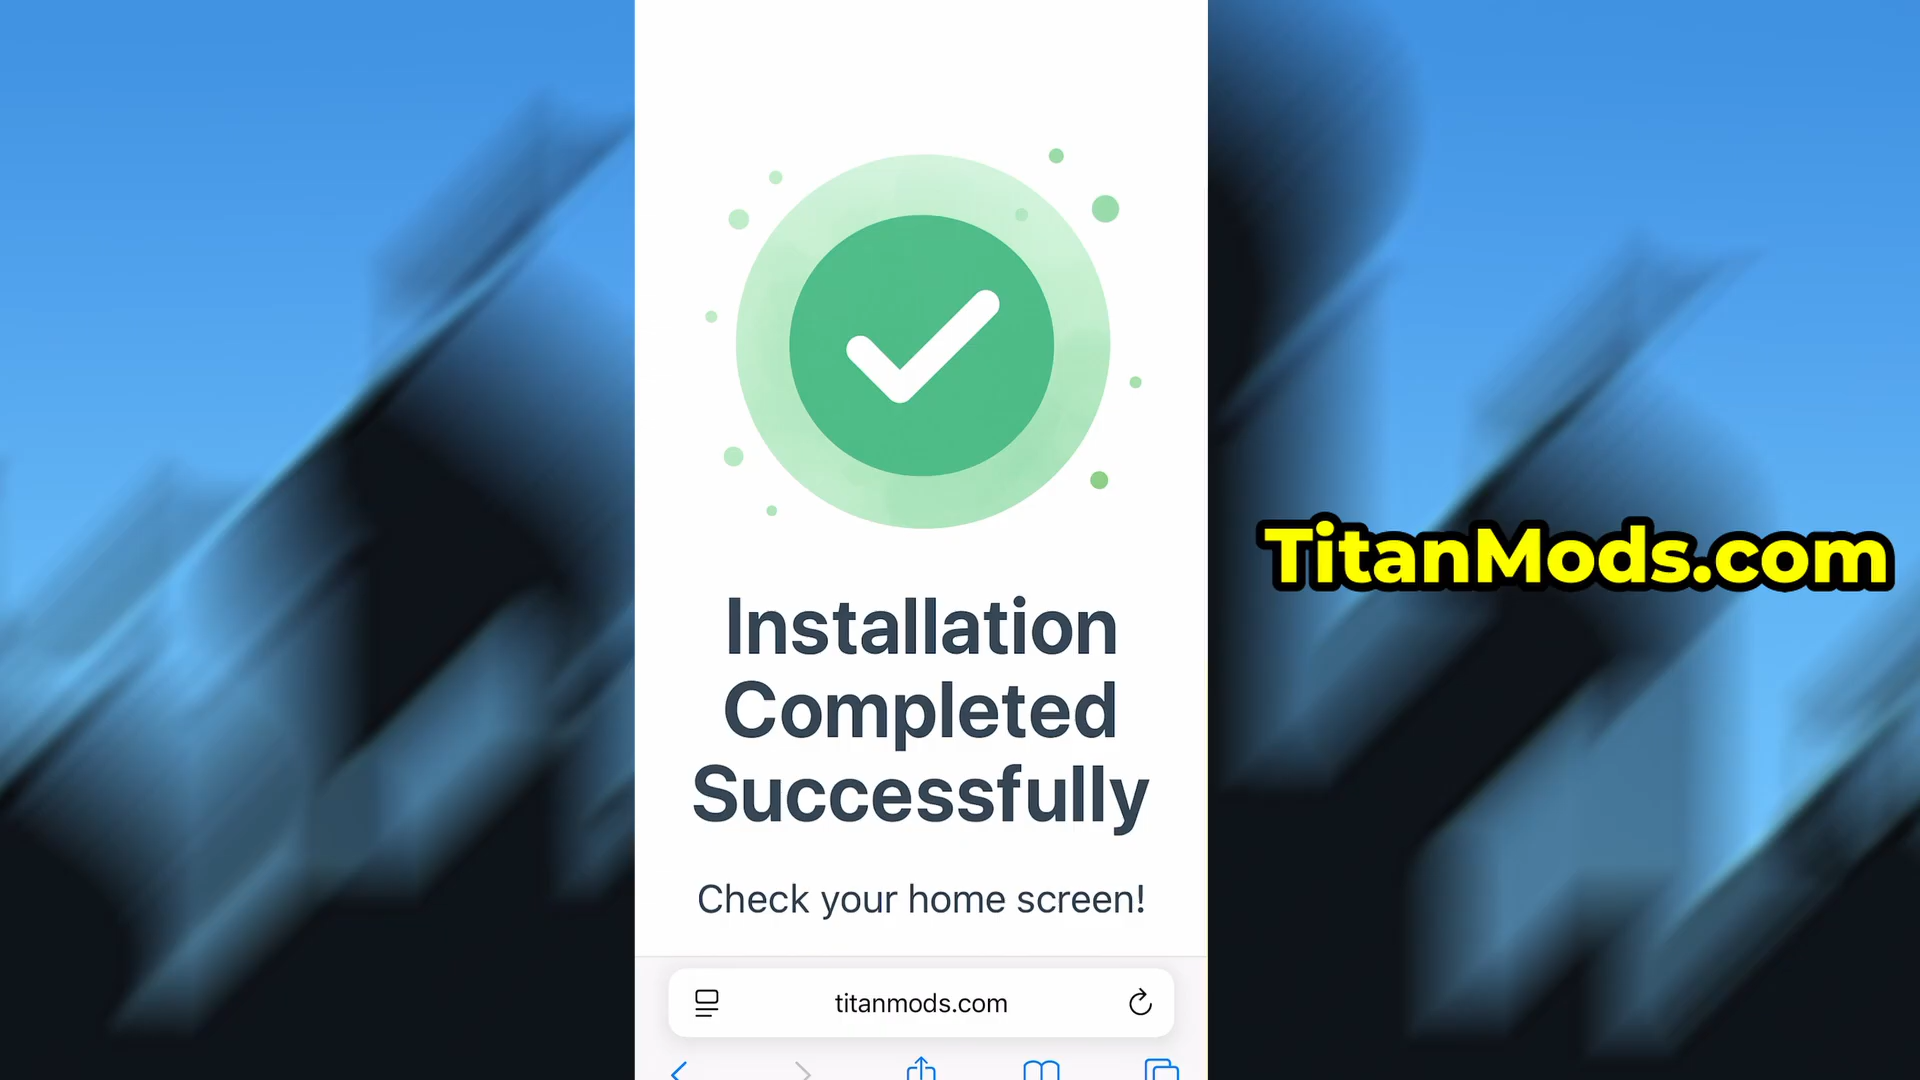 Installation
Completed
Successfully
Check your home screen!
titanmods.com
TitanMods.com